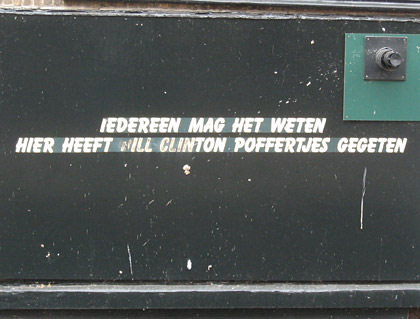 IEDEREEN MAG HET WETEN
HIER HEEFT BILL CLINTON POFFERTJES GEGETEN